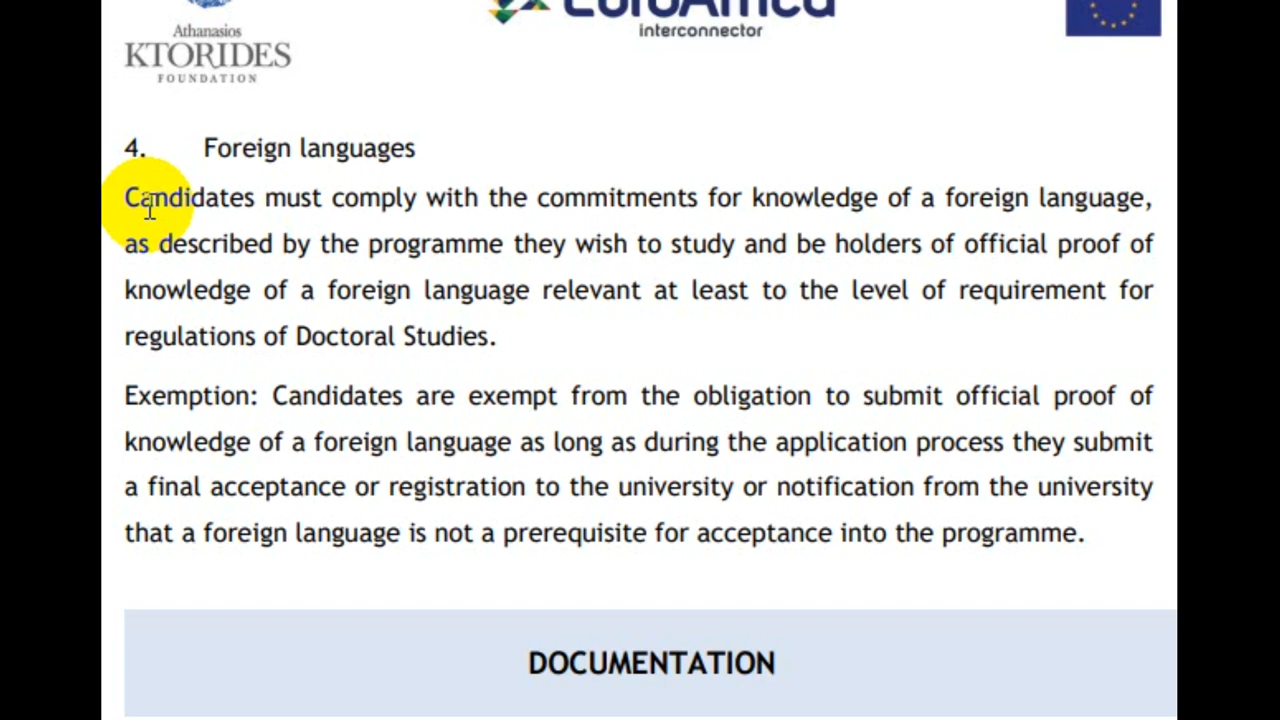 EuroAfrica
interconnector
Athanasios
KTORIDES
FOUNDATION
4. Foreign languages
Candidates must comply with the commitments for knowledge of a foreign language,
as described by the programme they wish to study and be holders of official proof of
knowledge of a foreign language relevant at least to the level of requirement for
regulations of Doctoral Studies.
Exemption: Candidates are exempt from the obligation to submit official proof of
knowledge of a foreign language as long as during the application process they submit
a final acceptance or registration to the university or notification from the university
that a foreign language is not a prerequisite for acceptance into the programme.
DOCUMENTATION